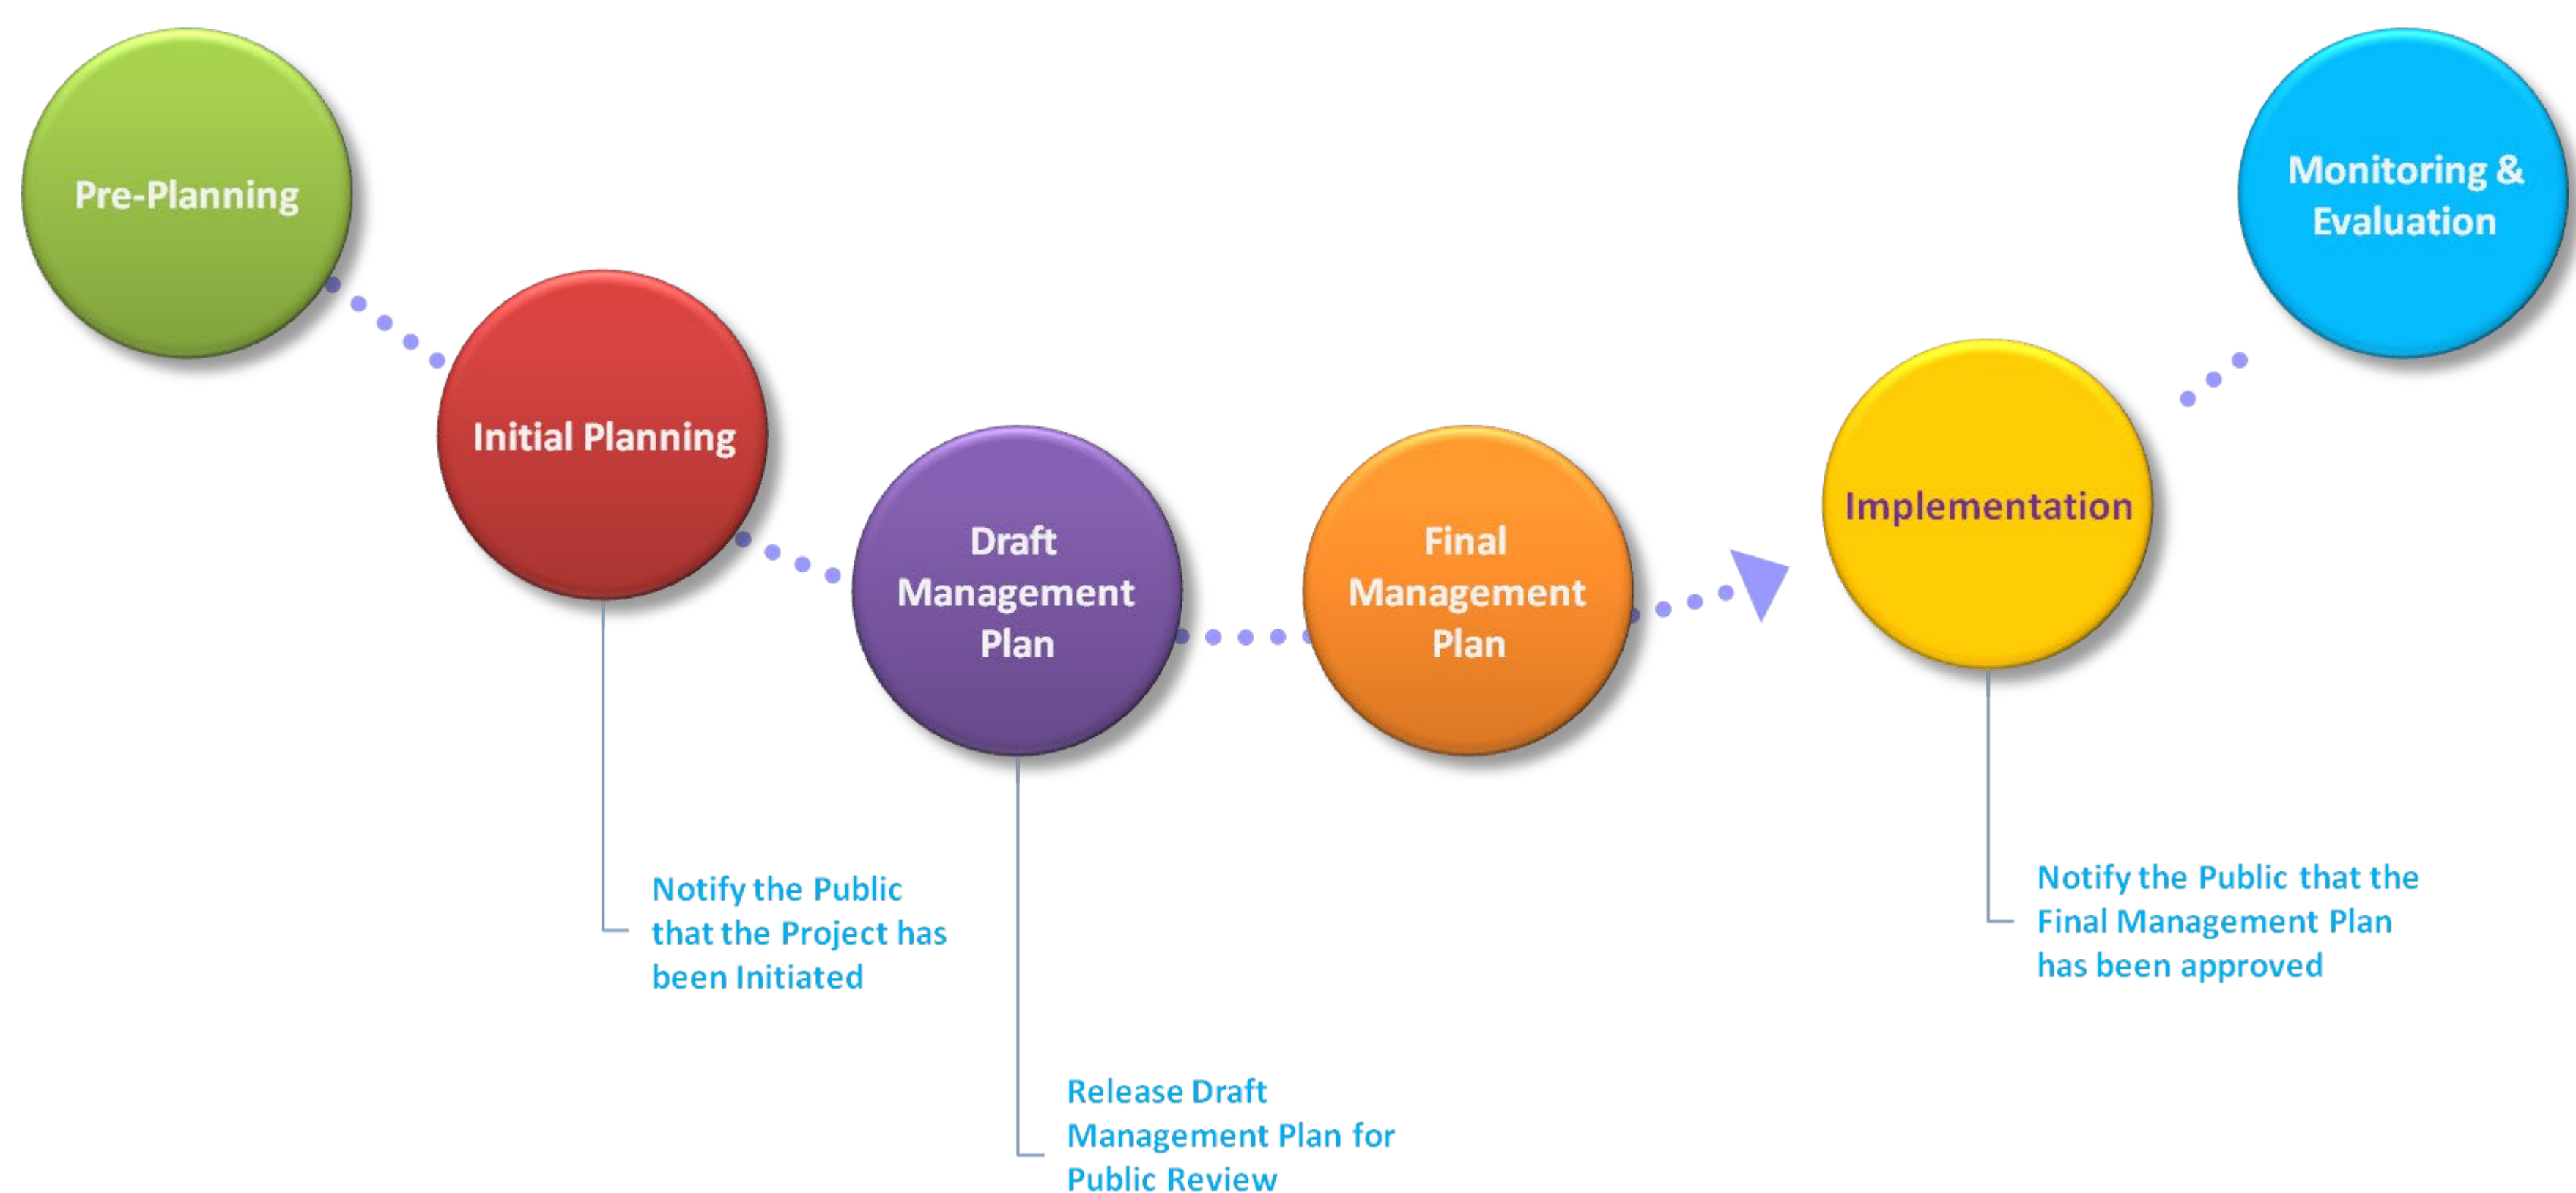 Pre-Planning
Initial Planning
Draft
Management
Plan
Final
Management
Plan
Implementation
Monitoring &
Evaluation
Notify the Public
that the Project has
been Initiated
Release Draft
Management Plan for
Public Review
Notify the Public that the
Final Management Plan
has been approved